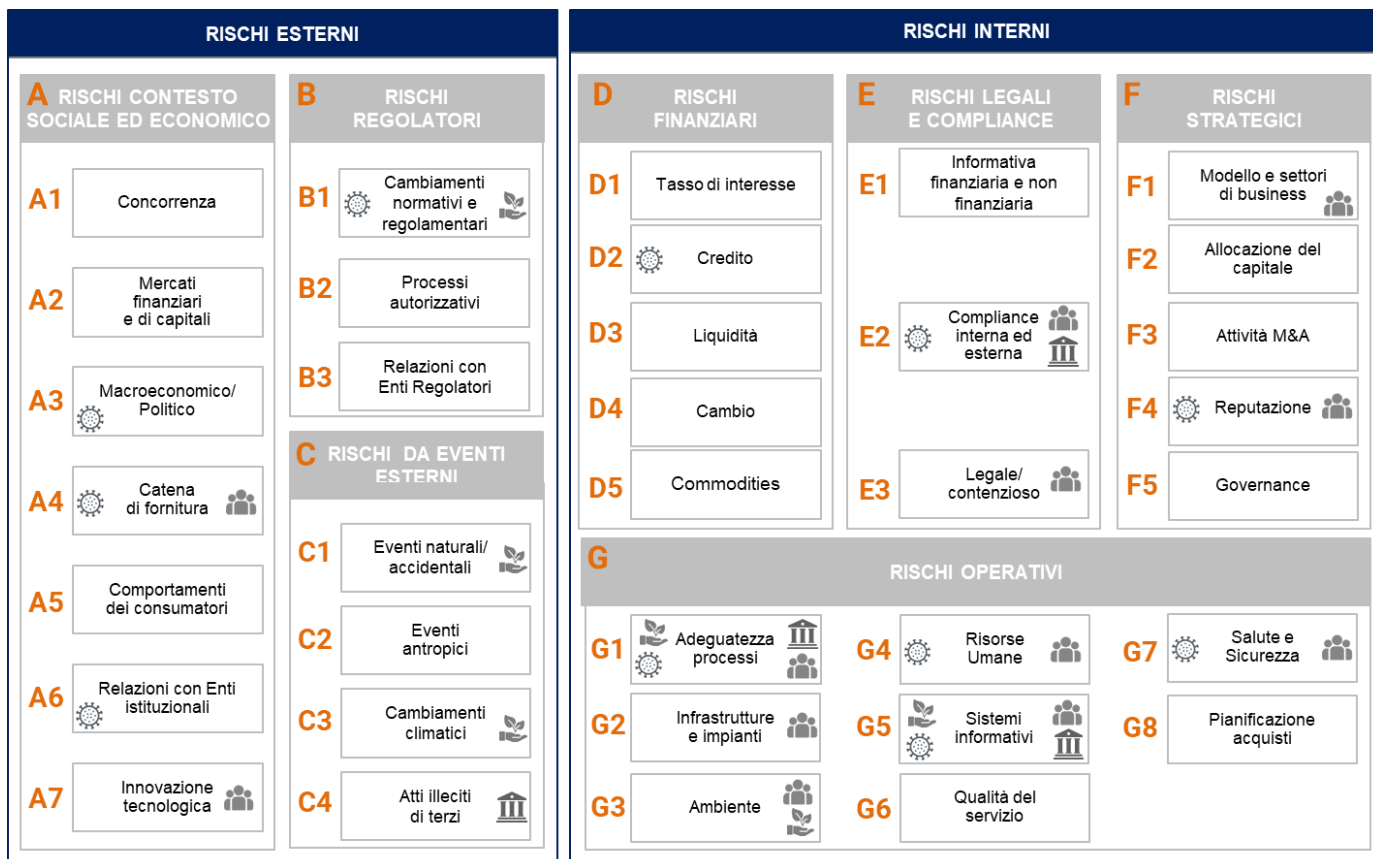 RISCHI ESTERNI
A RISCHI CONTESTO
SOCIALE ED ECONOMICO
A1
Concorrenza
A2
Mercati
finanziari
e di capitali
A3
Macroeconomico/
Politico
A4
Catena
di fornitura
A5
Comportamenti
dei consumatori
A6
Relazioni con Enti
istituzionali
A7
Innovazione
tecnologica
B RISCHI
REGOLATORI
B1
Cambiamenti
normativi e
regolamentari
B2
Processi
autorizzativi
B3
Relazioni con
Enti Regolatori
C RISCHI DA EVENTI
ESTERNI
C1
Eventi naturali/
accidentali
C2
Eventi
antropici
C3
Cambiamenti
climatici
C4
Atti illeciti
di terzi
RISCHI INTERNI
D RISCHI
FINANZIARI
D1
Tasso di interesse
D2
Credito
D3
Liquidità
D4
Cambio
D5
Commodities
E RISCHI LEGALI
E COMPLIANCE
E1
Informativa
finanziaria e non
finanziaria
E2
Compliance
interna ed
esterna
E3
Legale/
contenzioso
F RISCHI
STRATEGICI
F1
Modello e settori
di business
F2
Allocazione del
capitale
F3
Attività M&A
F4
Reputazione
F5
Governance
G
RISCHI OPERATIVI
G1
Adeguatezza
processi
G2
Infrastrutture
e impianti
G3
Ambiente
G4
Risorse
Umane
G5
Sistemi
informativi
G6
Qualità del
servizio
G7
Salute e
Sicurezza
G8
Pianificazione
acquisti